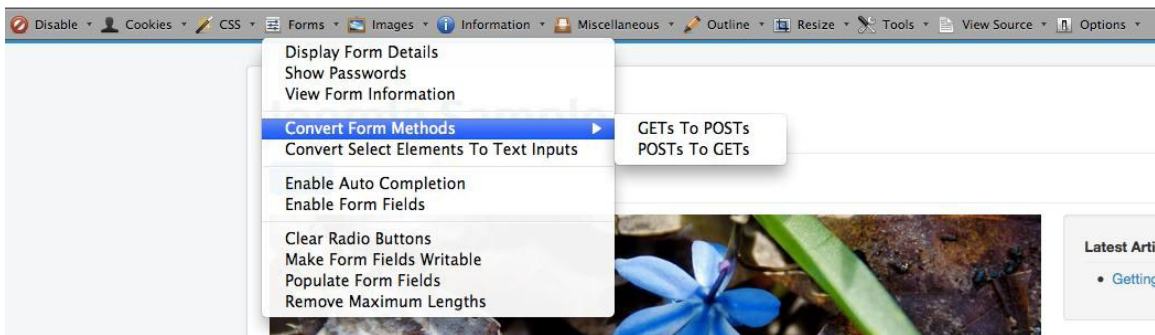 Disable Cookies CSS Forms Images Information Miscellaneous Outline Resize Tools View Source Options
Display Form Details
Show Passwords
View Form Information
Convert Form Methods
GETs To POSTs
Convert Select Elements To Text Inputs
POSTs To GETs
Enable Auto Completion
Enable Form Fields
Clear Radio Buttons
Make Form Fields Writable
Populate Form Fields
Remove Maximum Lengths
Latest Arti
Getting